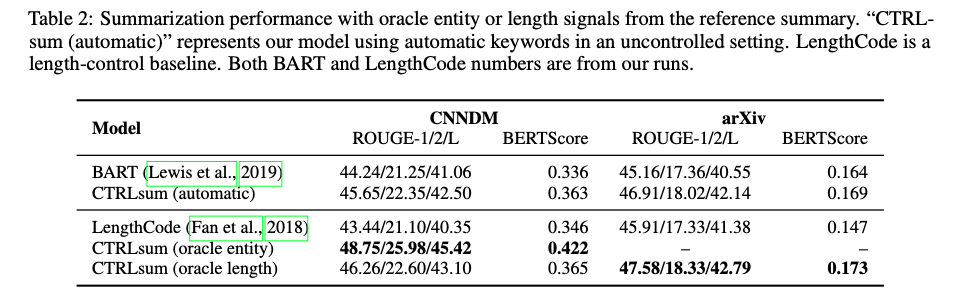 Table 2: Summarization performance with oracle entity or length signals from the reference summary. “CTRL-
sum (automatic)” represents our model using automatic keywords in an uncontrolled setting. LengthCode is a
length-control baseline. Both BART and LengthCode numbers are from our runs.
Model CNNDM arXiv
ROUGE-1/2/L BERTScore ROUGE-1/2/L BERTScore
BART (Lewis et al., 2019) 44.24/21.25/41.06 0.336 45.16/17.36/40.55 0.164
CTRLsum (automatic) 45.65/22.35/42.50 0.363 46.91/18.02/42.14 0.169
LengthCode (Fan et al., 2018) 43.44/21.10/40.35 0.346 45.91/17.33/41.38 0.147
CTRLsum (oracle entity) 48.75/25.98/45.42 0.422 – –
CTRLsum (oracle length) 46.26/22.60/43.10 0.365 47.58/18.33/42.79 0.173